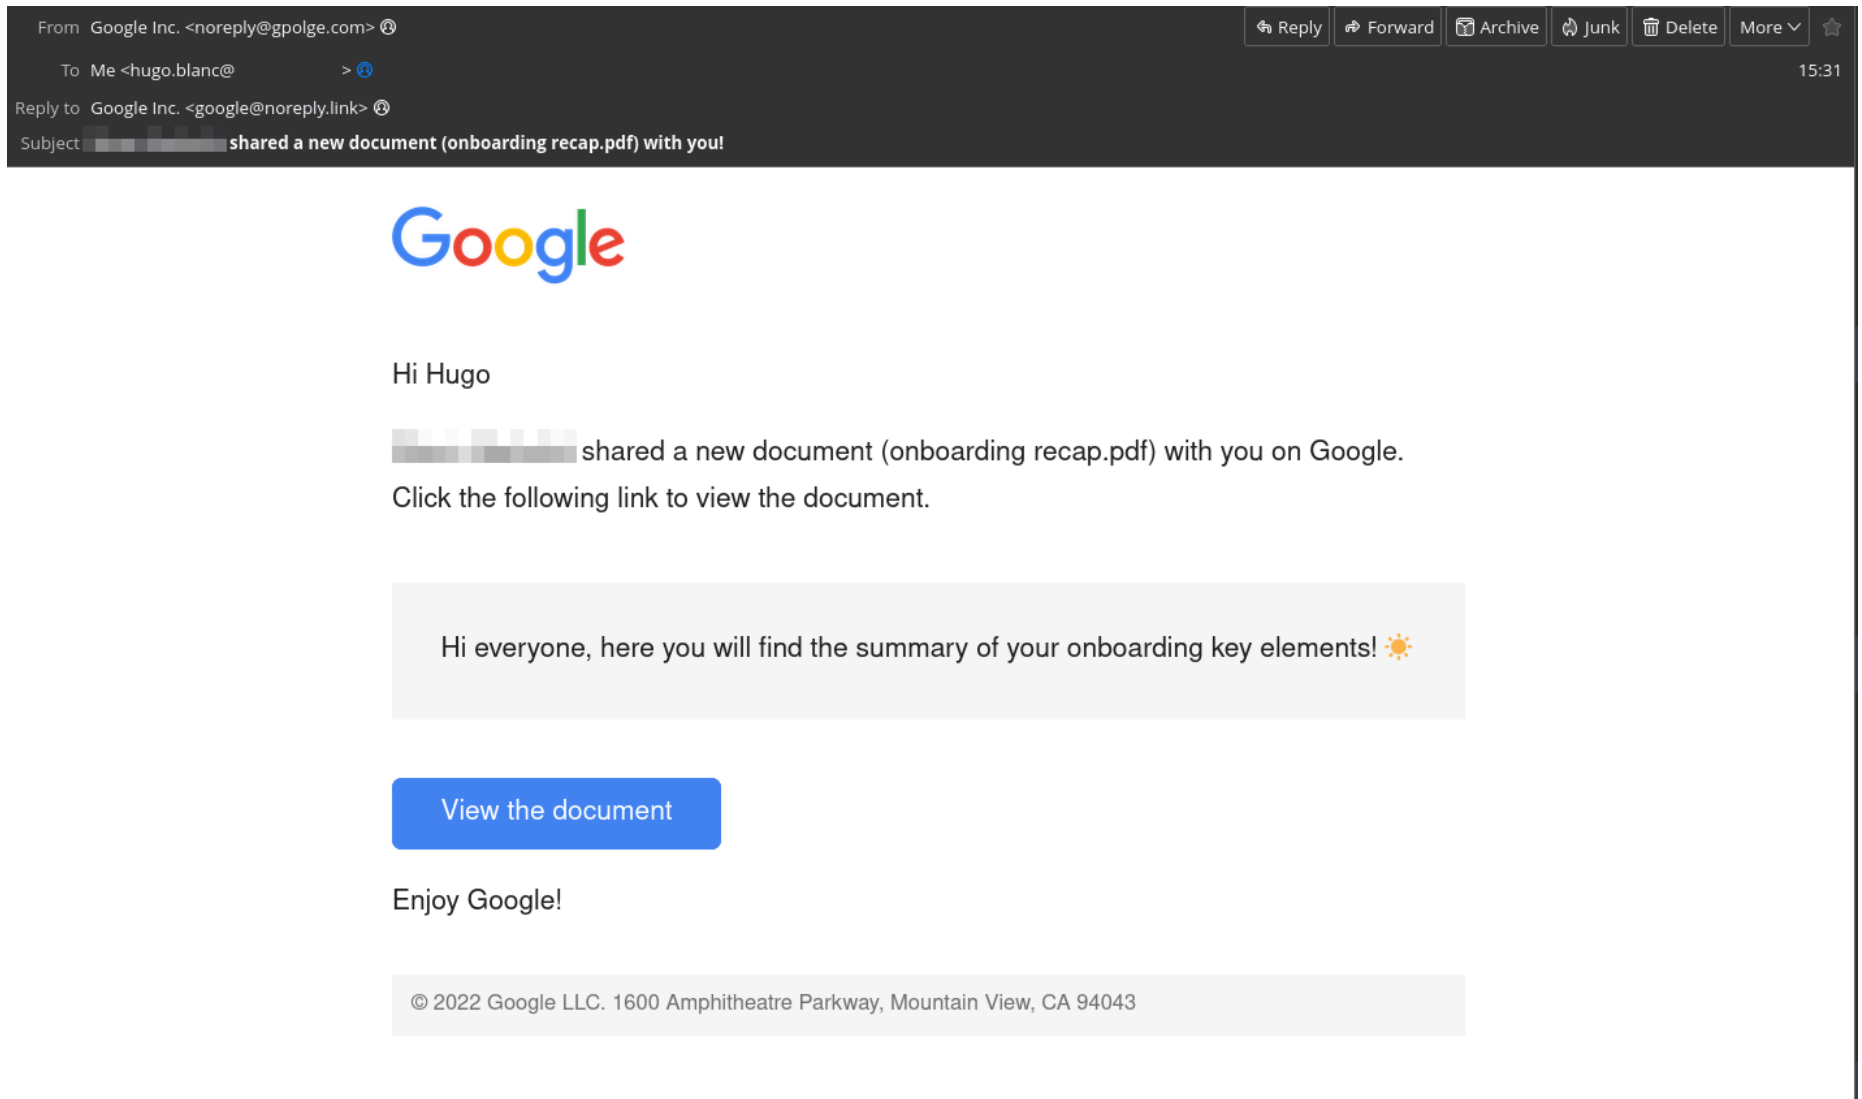 From Google Inc. <noreply@gpolge.com> Reply Forward Archive Junk Delete More
To Me <hugo.blanc@ > 15:31
Reply to Google Inc. <google@noreply.link>
Subject shared a new document (onboarding recap.pdf) with you!
Google
Hi Hugo
shared a new document (onboarding recap.pdf) with you on Google.
Click the following link to view the document.
Hi everyone, here you will find the summary of your onboarding key elements! ☀️
View the document
Enjoy Google!
© 2022 Google LLC. 1600 Amphitheatre Parkway, Mountain View, CA 94043